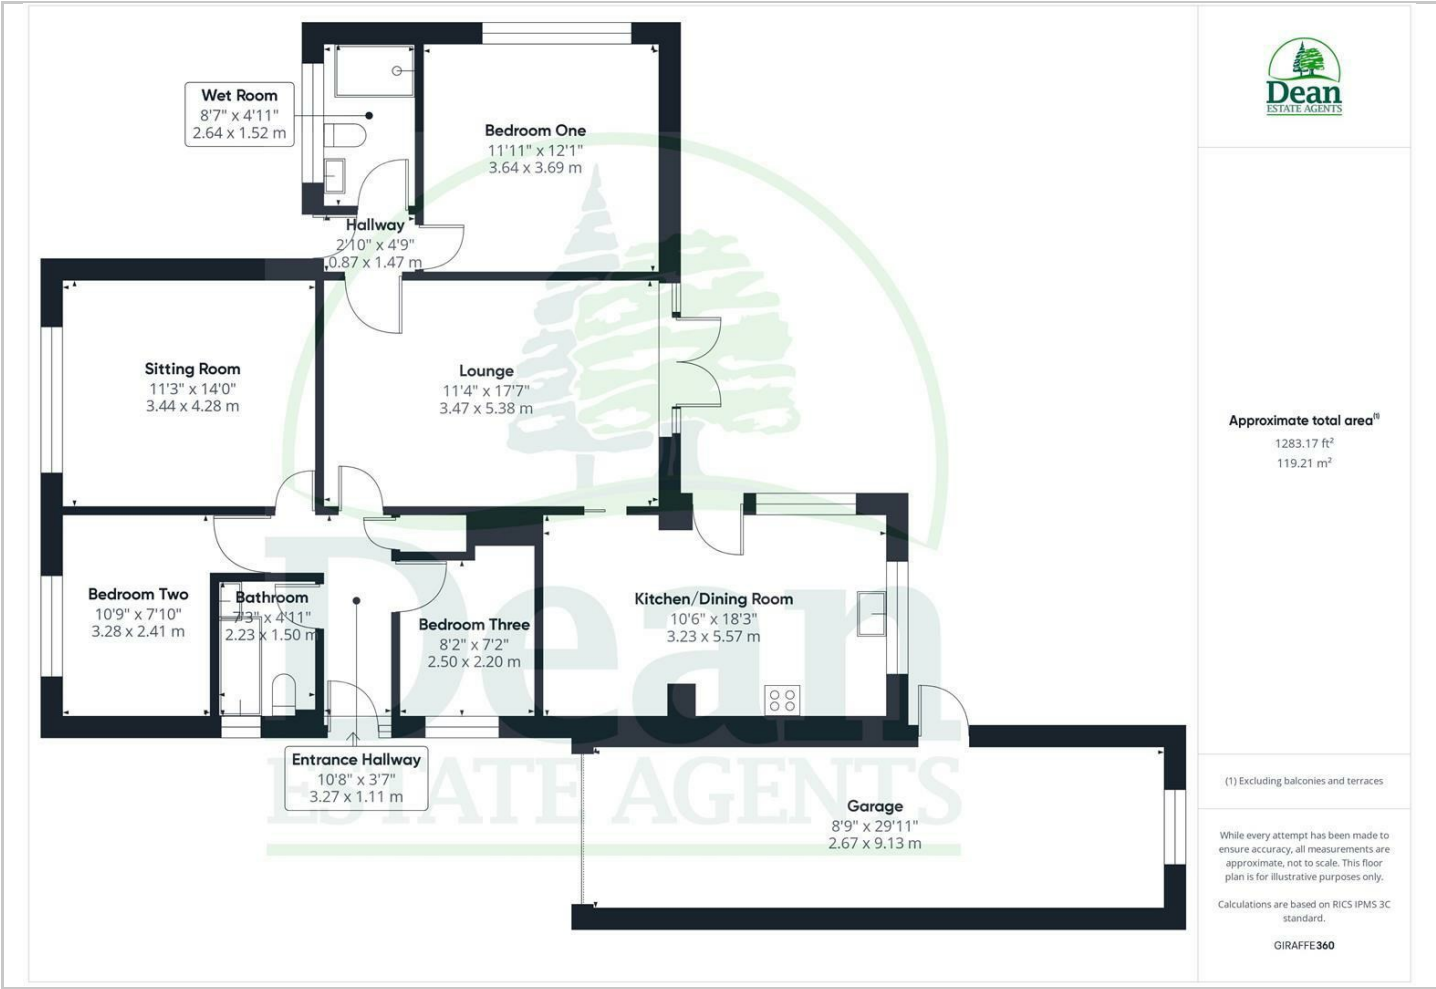 Wet Room
8'7" x 4'11"
2.64 x 1.52 m
Bedroom One
11'11" x 12'1"
3.64 x 3.69 m
Hallway
2'10" x 4'9"
0.87 x 1.47 m
Sitting Room
11'3" x 14'0"
3.44 x 4.28 m
Lounge
11'4" x 17'7"
3.47 x 5.38 m
Bedroom Two
10'9" x 7'10"
3.28 x 2.41 m
Bathroom
7'3" x 4'11"
2.23 x 1.50 m
Bedroom Three
8'2" x 7'2"
2.50 x 2.20 m
Kitchen/Dining Room
10'6" x 18'3"
3.23 x 5.57 m
Entrance Hallway
10'8" x 3'7"
3.27 x 1.11 m
Garage
8'9" x 29'11"
2.67 x 9.13 m
Dean
ESTATE AGENTS
Dean
ESTATE AGENTS
Approximate total area(1)
1283.17 ft²
119.21 m²
(1) Excluding balconies and terraces
While every attempt has been made to
ensure accuracy, all measurements are
approximate, not to scale. This floor
plan is for illustrative purposes only.
Calculations are based on RICS IPMS 3C
standard.
GIRAFFE360